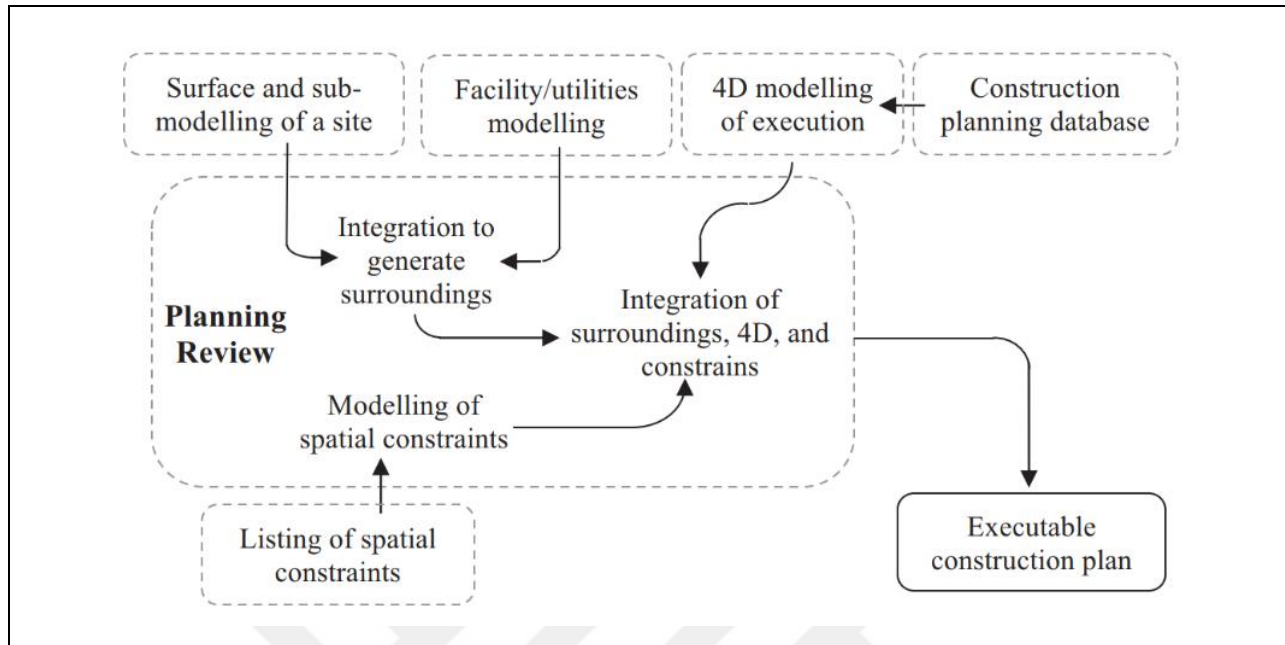 Surface and sub-
modelling of a site
Facility/utilities
modelling
4D modelling
of execution
Construction
planning database
Integration to
generate
surroundings
Planning
Review
Integration of
surroundings, 4D, and
constrains
Modelling of
spatial constraints
Listing of spatial
constraints
Executable
construction plan